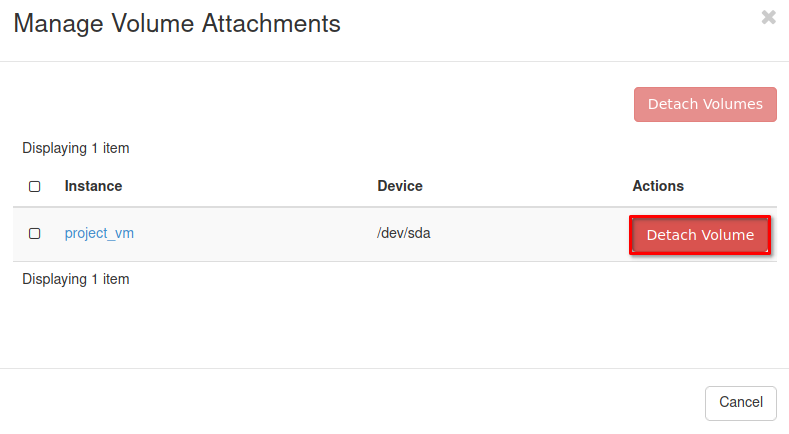 Manage Volume Attachments
Detach Volumes
Displaying 1 item
Instance Device Actions
project_vm /dev/sda Detach Volume
Displaying 1 item
Cancel